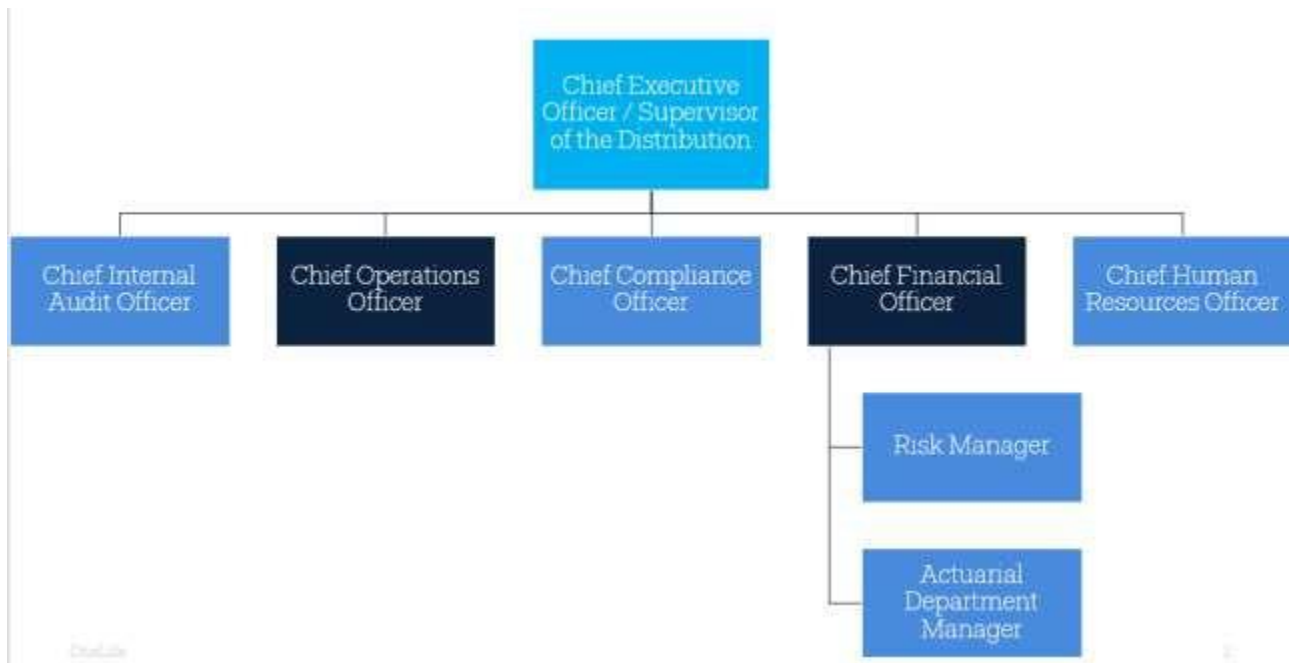 Chief Executive
Officer / Supervisor
of the Distribution
Chief Internal
Audit Officer
Chief Operations
Officer
Chief Compliance
Officer
Chief Financial
Officer
Chief Human
Resources Officer
Risk Manager
Actuarial
Department
Manager